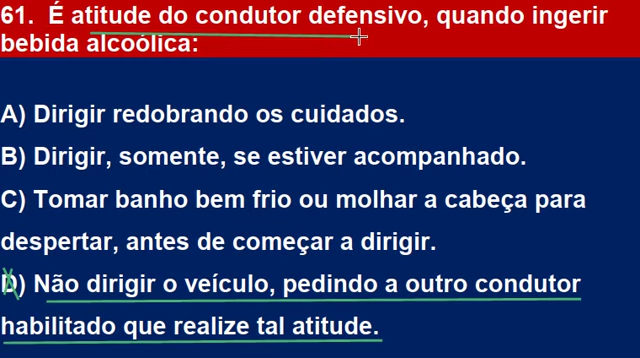 61. É atitude do condutor defensivo, quando ingerir
bebida alcoólica:
A) Dirigir redobrando os cuidados.
B) Dirigir, somente, se estiver acompanhado.
C) Tomar banho bem frio ou molhar a cabeça para
despertar, antes de começar a dirigir.
D) Não dirigir o veículo, pedindo a outro condutor
habilitado que realize tal atitude.